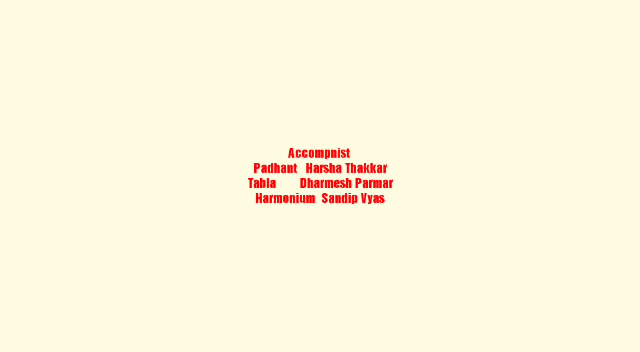 Accompnist
Padhant Harsha Thakkar
Tabla Dharmesh Parmar
Harmonium Sandip Vyas